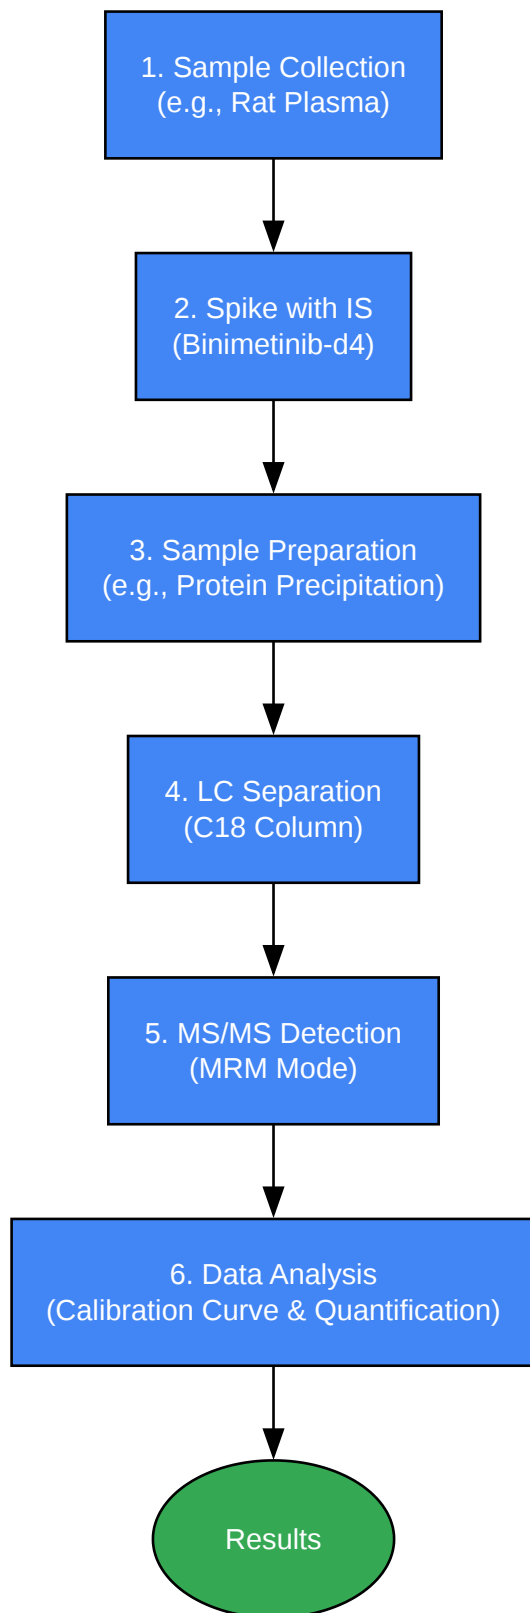 1. Sample Collection
(e.g., Rat Plasma)
2. Spike with IS
(Binimetinib-d4)
3. Sample Preparation
(e.g., Protein Precipitation)
4. LC Separation
(C18 Column)
5. MS/MS Detection
(MRM Mode)
6. Data Analysis
(Calibration Curve & Quantification)
Results